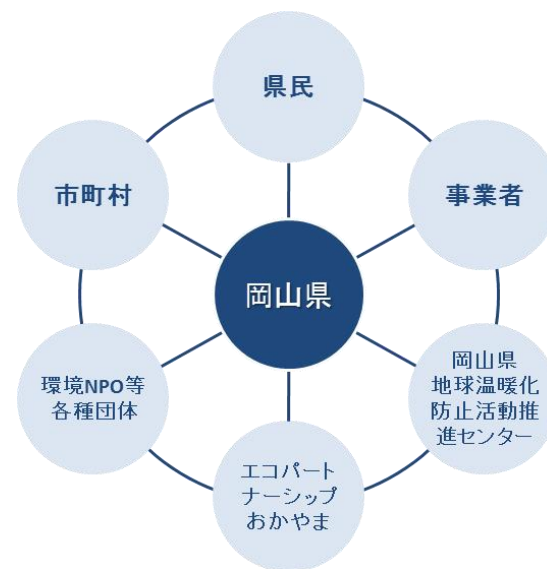 県民
市町村
事業者
岡山県
環境NPO等
各種団体
岡山県
地球温暖化
防止活動推
進センター
エコパート
ナーシップ
おかやま